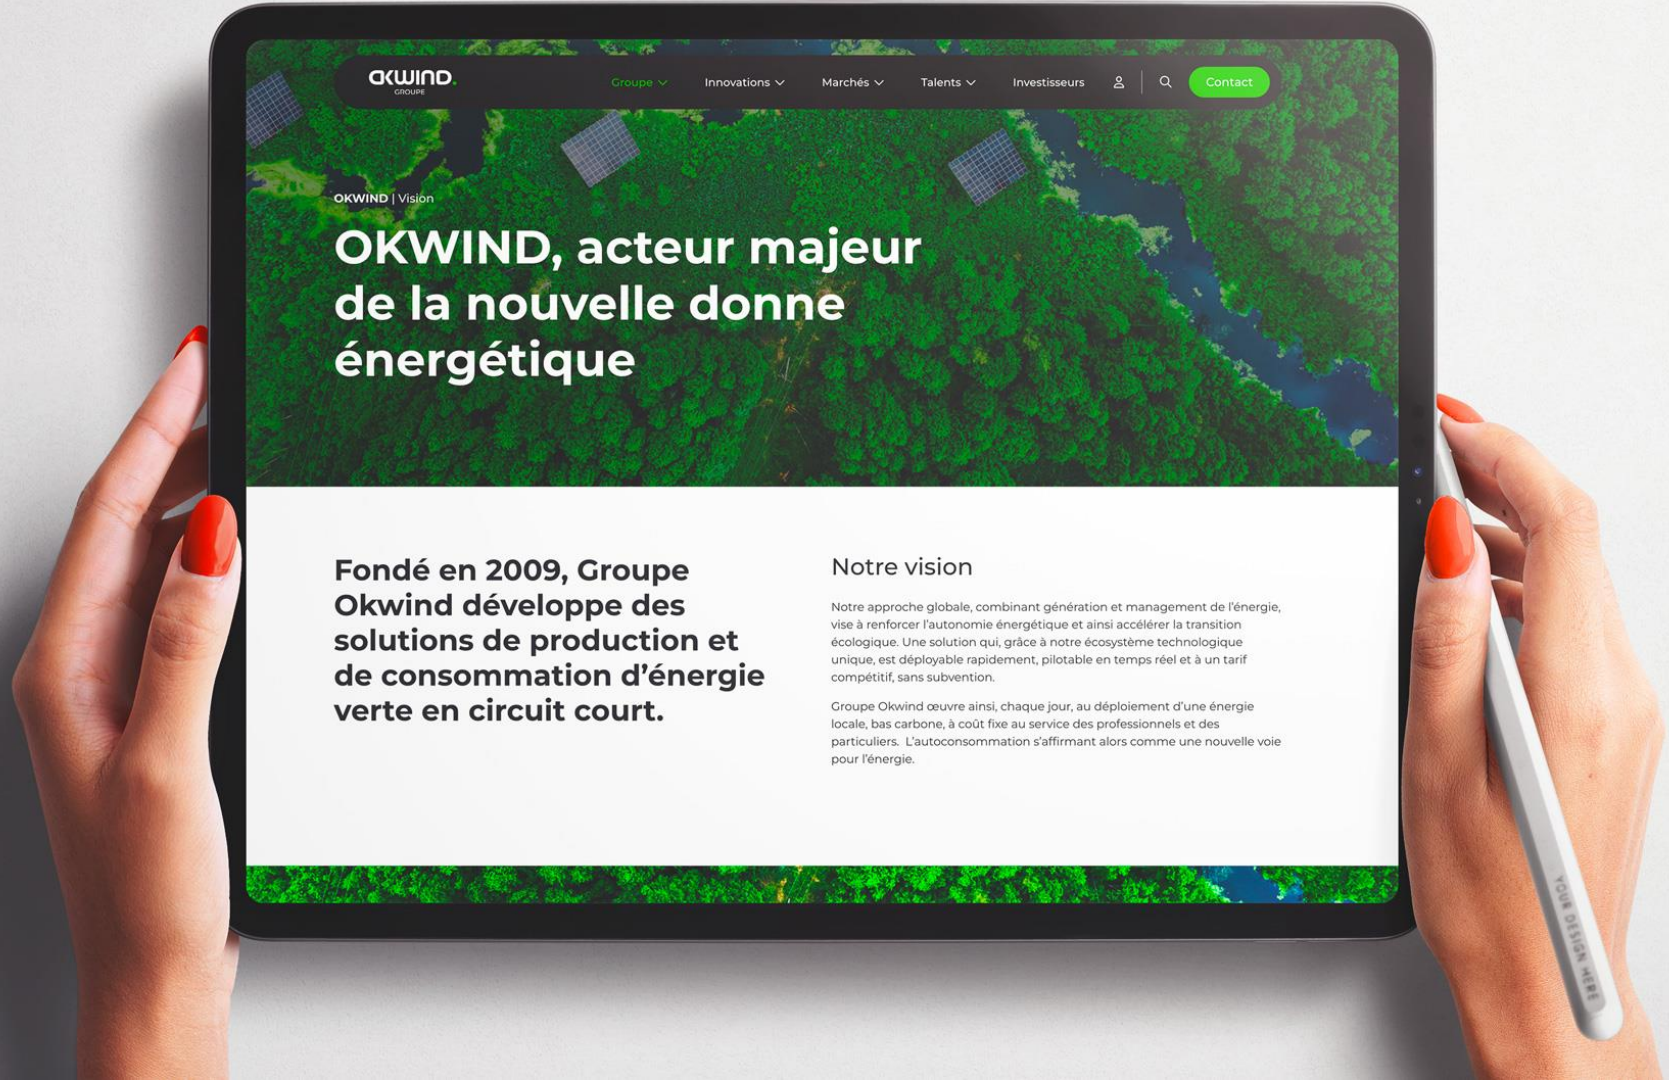 OKWIND.
GROUPE
Groupe
Innovations
Marchés
Talents
Investisseurs
Contact
OKWIND | Vision
OKWIND, acteur majeur
de la nouvelle donne
énergétique
Fondé en 2009, Groupe
Okwind développe des
solutions de production et
de consommation d’énergie
verte en circuit court.
Notre vision
Notre approche globale, combinant génération et management de l’énergie,
vise à renforcer l’autonomie énergétique et ainsi accélérer la transition
écologique. Une solution qui, grâce à notre écosystème technologique
unique, est déployable rapidement, pilotable en temps réel et à un tarif
compétitif, sans subvention.
Groupe Okwind œuvre ainsi, chaque jour, au déploiement d’une énergie
locale, bas carbone, à coût fixe au service des professionnels et des
particuliers. L’autoconsommation s’affirmant alors comme une nouvelle voie
pour l’énergie.
YOUR DESIGN HERE